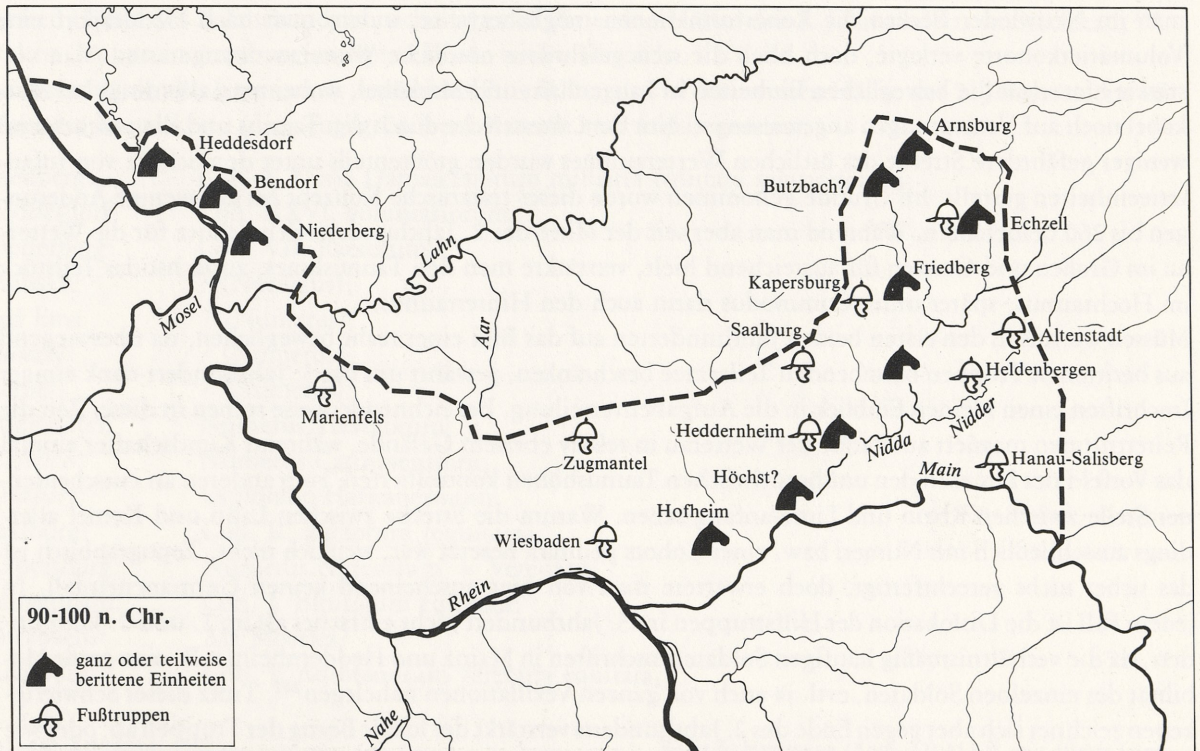 Heddesdorf
Arnsburg
Bendorf
Butzbach?
Echzell
Niederberg
Lahn
Friedberg
Kapersburg
Mosel
Aar
Saalburg
Altenstadt
Heldenbergen
Marienfels
Nidder
Heddernheim
Nidda
Zugmantel
Hanau-Salisberg
Main
Höchst?
Hofheim
Wiesbaden
Rhein
90-100 n. Chr.
ganz oder teilweise
berittene Einheiten
Fußtruppen
Nahe